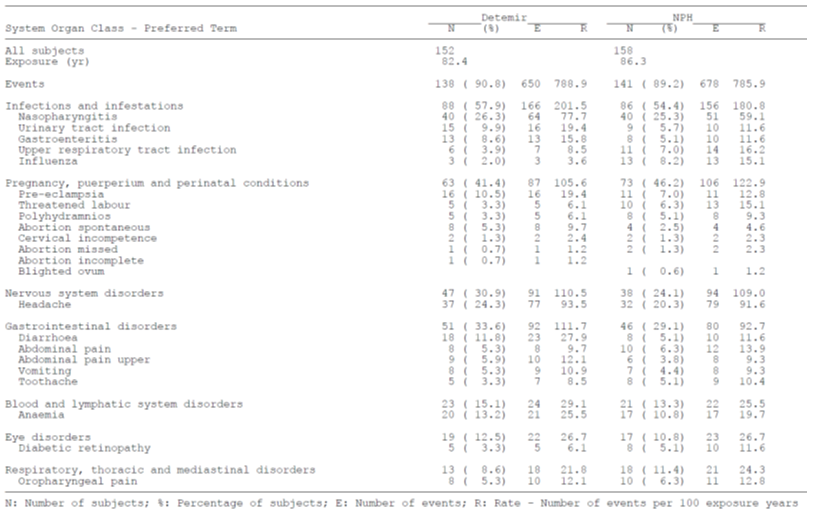 Detemir NPH
System Organ Class - Preferred Term N (%) E R N (%) E R
All subjects 152 158
Exposure (yr) 82.4 86.3
Events 138 ( 90.8) 650 788.9 141 ( 89.2) 678 785.9
Infections and infestations 88 ( 57.9) 166 201.5 86 ( 54.4) 156 180.8
Nasopharyngitis 40 ( 26.3) 64 77.7 40 ( 25.3) 51 59.1
Urinary tract infection 15 ( 9.9) 16 19.4 9 ( 5.7) 10 11.6
Gastroenteritis 13 ( 8.6) 13 15.8 8 ( 5.1) 10 11.6
Upper respiratory tract infection 6 ( 3.9) 7 8.5 11 ( 7.0) 14 16.2
Influenza 3 ( 2.0) 3 3.6 13 ( 8.2) 13 15.1
Pregnancy, puerperium and perinatal conditions 63 ( 41.4) 87 105.6 73 ( 46.2) 106 122.9
Pre-eclampsia 16 ( 10.5) 16 19.4 11 ( 7.0) 11 12.8
Threatened labour 5 ( 3.3) 5 6.1 10 ( 6.3) 13 15.1
Polyhydramnios 5 ( 3.3) 5 6.1 8 ( 5.1) 8 9.3
Abortion spontaneous 8 ( 5.3) 8 9.7 4 ( 2.5) 4 4.6
Cervical incompetence 2 ( 1.3) 2 2.4 2 ( 1.3) 2 2.3
Abortion missed 1 ( 0.7) 1 1.2 2 ( 1.3) 2 2.3
Abortion incomplete 1 ( 0.7) 1 1.2
Blighted ovum 1 ( 0.6) 1 1.2
Nervous system disorders 47 ( 30.9) 91 110.5 38 ( 24.1) 94 109.0
Headache 37 ( 24.3) 77 93.5 32 ( 20.3) 79 91.6
Gastrointestinal disorders 51 ( 33.6) 92 111.7 46 ( 29.1) 80 92.7
Diarrhoea 18 ( 11.8) 23 27.9 8 ( 5.1) 10 11.6
Abdominal pain 8 ( 5.3) 8 9.7 10 ( 6.3) 12 13.9
Abdominal pain upper 9 ( 5.9) 10 12.1 6 ( 3.8) 8 9.3
Vomiting 8 ( 5.3) 9 10.9 7 ( 4.4) 8 9.3
Toothache 5 ( 3.3) 7 8.5 8 ( 5.1) 9 10.4
Blood and lymphatic system disorders 23 ( 15.1) 24 29.1 21 ( 13.3) 22 25.5
Anaemia 20 ( 13.2) 21 25.5 17 ( 10.8) 17 19.7
Eye disorders 19 ( 12.5) 22 26.7 17 ( 10.8) 23 26.7
Diabetic retinopathy 5 ( 3.3) 5 6.1 8 ( 5.1) 10 11.6
Respiratory, thoracic and mediastinal disorders 13 ( 8.6) 18 21.8 18 ( 11.4) 21 24.3
Oropharyngeal pain 8 ( 5.3) 10 12.1 10 ( 6.3) 11 12.8
N: Number of subjects; %: Percentage of subjects; E: Number of events; R: Rate - Number of events per 100 exposure years